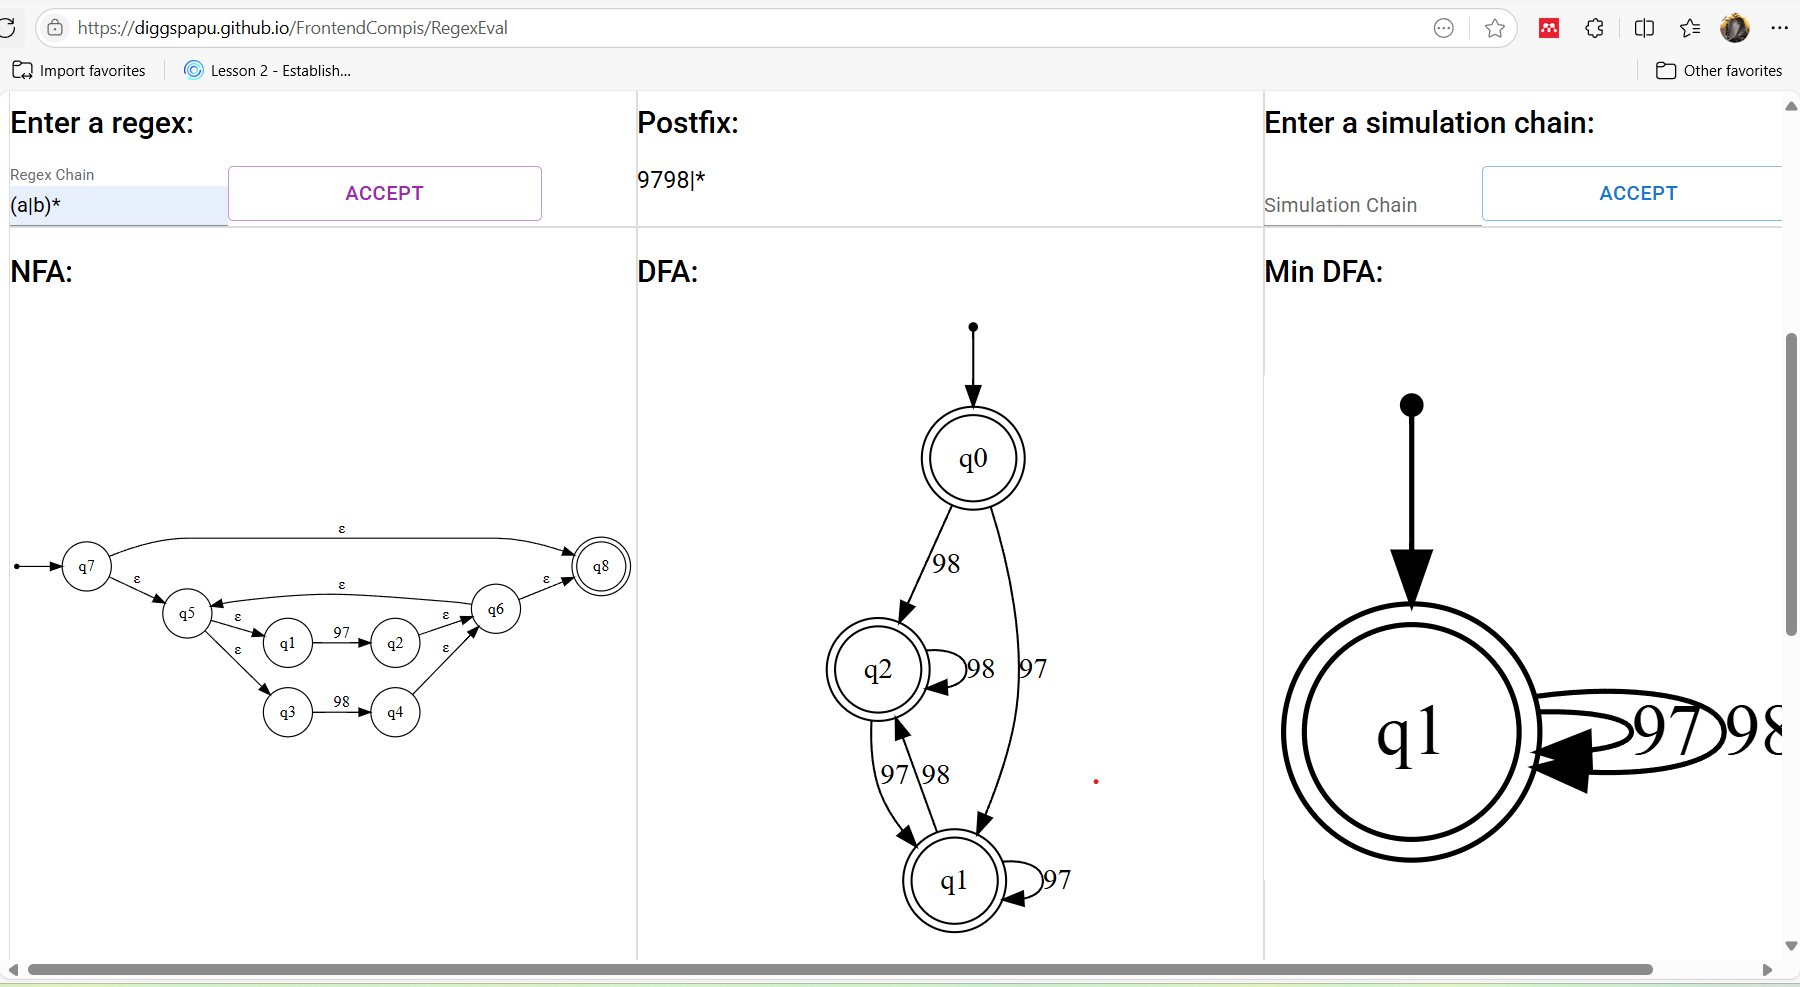 https://diggspapu.github.io/FrontendCompis/RegexEval
Import favorites
Lesson 2 - Establish...
Other favorites
Enter a regex:
Regex Chain
(a|b)*
ACCEPT
Postfix:
9798|*
Enter a simulation chain:
Simulation Chain
ACCEPT
NFA:
ε
q7
q8
ε
ε
ε
q5
q6
ε
ε
q1
97
q2
ε
ε
q3
98
q4
DFA:
q0
98
q2
98
97
97
98
q1
97
Min DFA:
q1
97
98